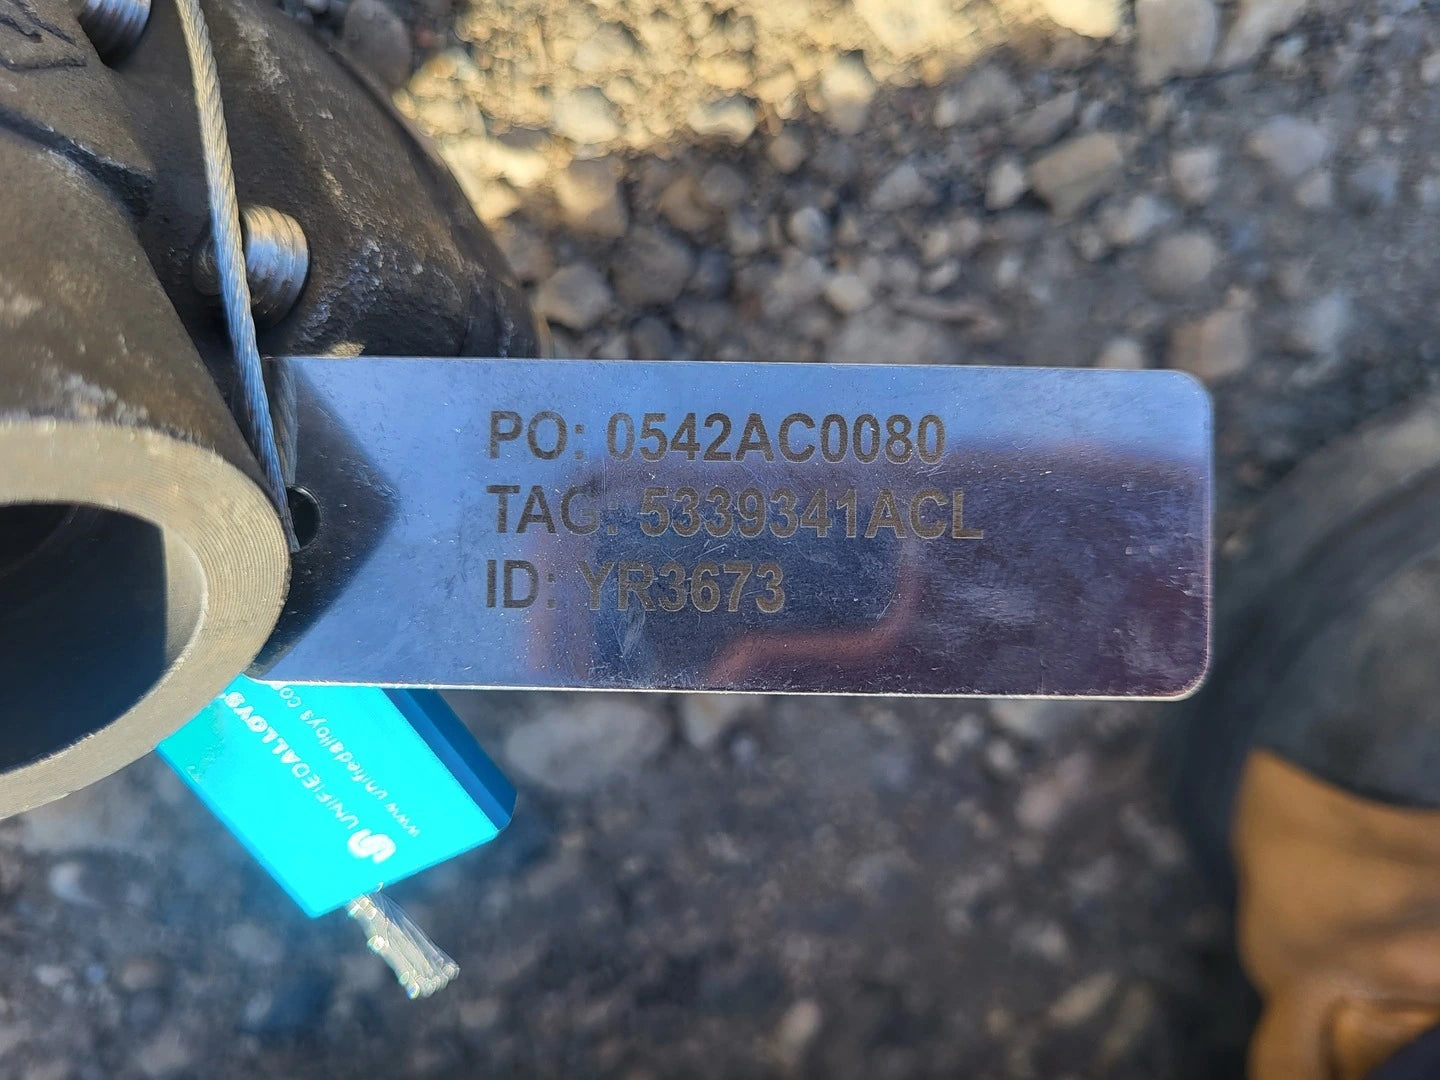 PO: 0542AC0080
TAG: 5339341ACL
ID: YR3673
UNIFIEDALLOYS
www.unifiedalloys.com